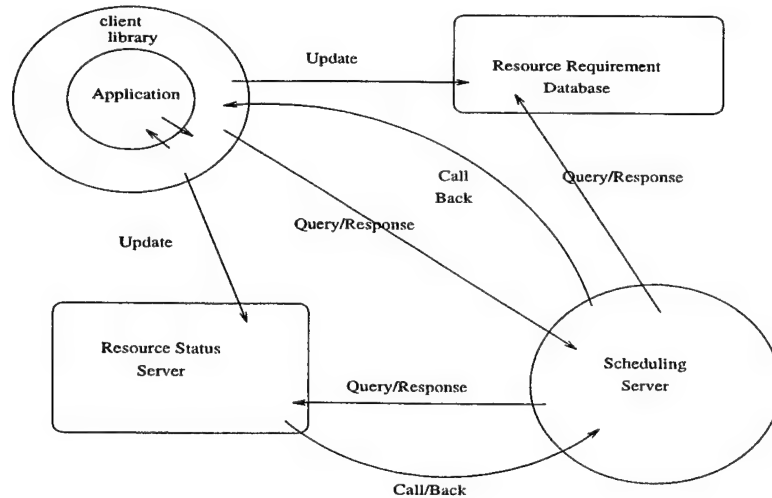 client
library
Application
Update
Resource Requirement
Database
Call
Back
Query/Response
Query/Response
Update
Resource Status
Server
Query/Response
Scheduling
Server
Call/Back